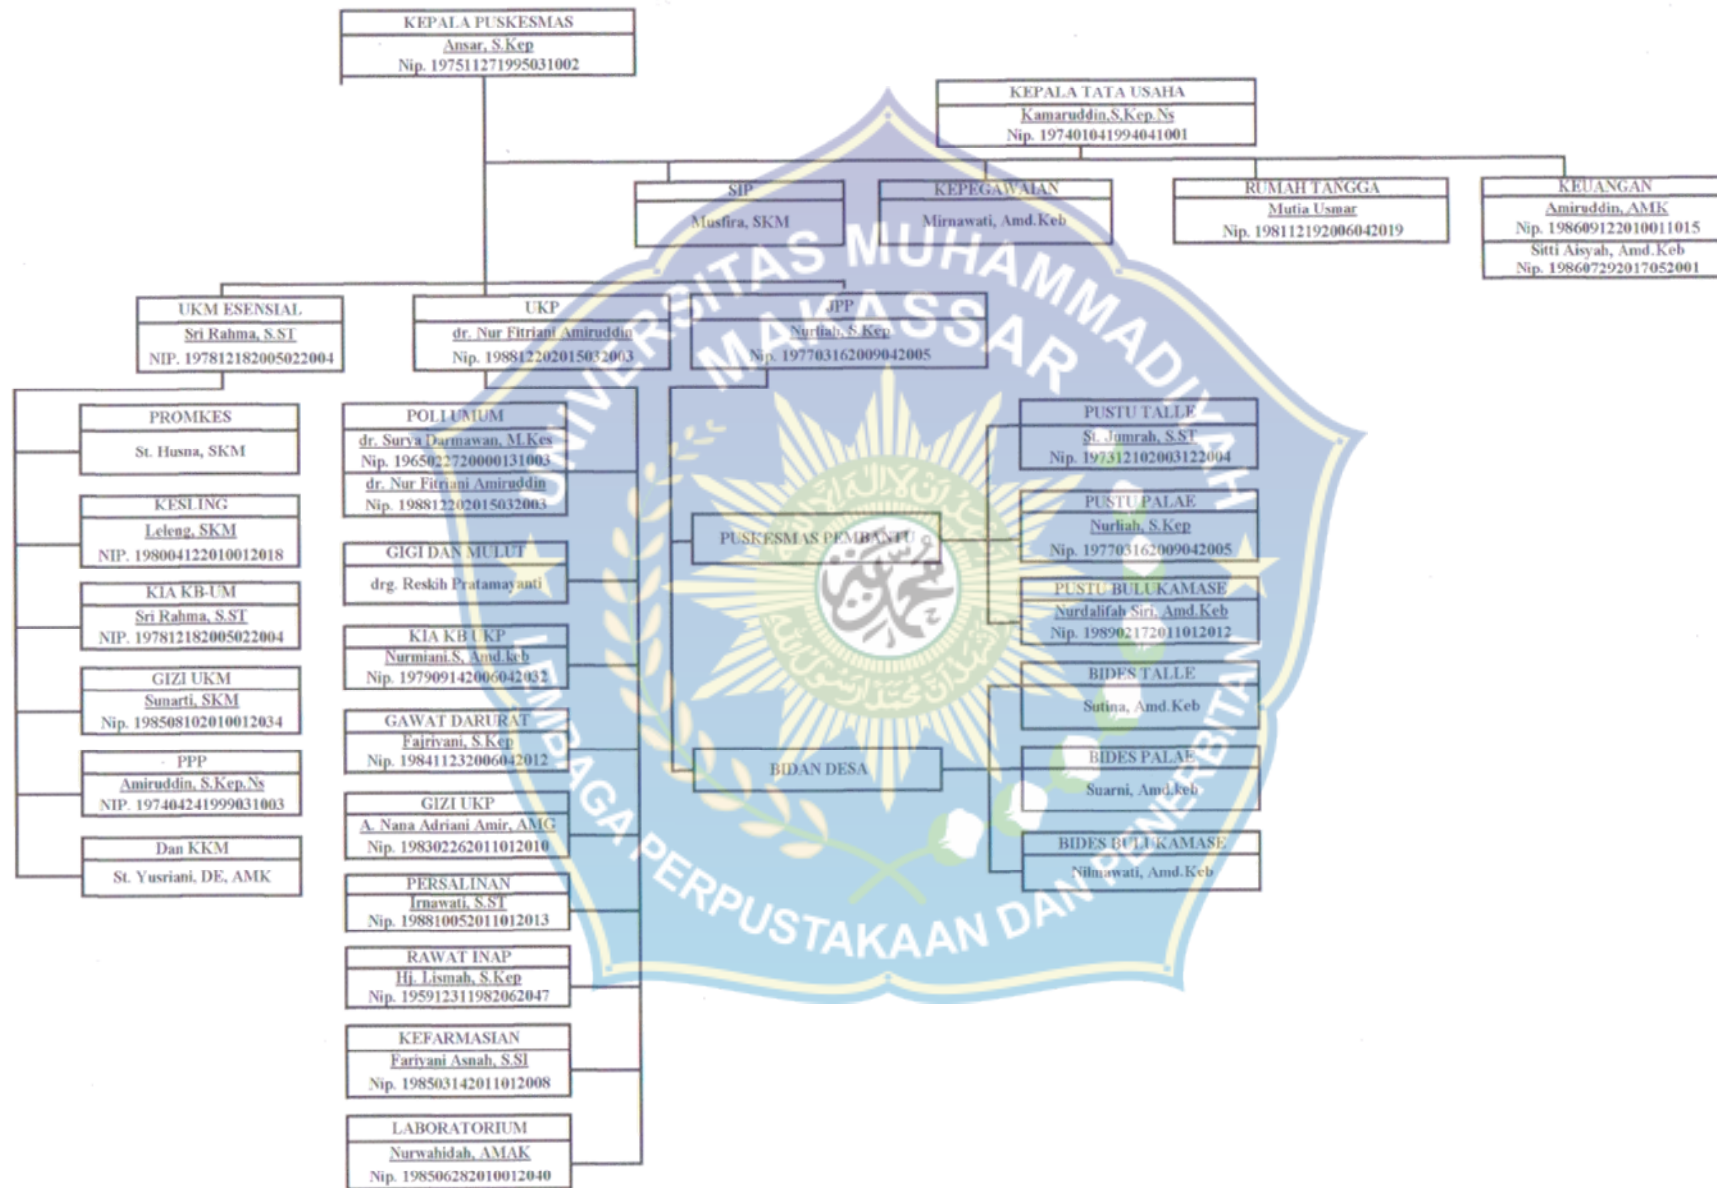 KEPALA PUSKESMAS
Ansar, S.Kep
Nip. 197511271995031002
KEPALA TATA USAHA
Kamaruddin,S.Kep.Ns
Nip. 197401041994041001
SIP
Musfira, SKM
KEPEGAWAIAN
Mirnawati, Amd.Keb
RUMAH TANGGA
Mutia Usmar
Nip. 198112192006042019
KEUANGAN
Amiruddin, AMK
Nip. 198609122010011015
Sitti Aisyah, Amd.Keb
Nip. 198607292017052001
UKM ESENSIAL
Sri Rahma, S.ST
NIP. 197812182005022004
UKP
dr. Nur Fitriani Amiruddin
Nip. 198812202015032003
JPP
Nurliah, S.Kep
Nip. 197703162009042005
PROMKES
St. Husna, SKM
KESLING
Leleng, SKM
NIP. 198004122010012018
KIA KB-UM
Sri Rahma, S.ST
NIP. 197812182005022004
GIZI UKM
Sunarti, SKM
Nip. 198508102010012034
PPP
Amiruddin, S.Kep.Ns
NIP. 197404241999031003
Dan KKM
St. Yusriani, DE, AMK
POLI UMUM
dr. Surya Darmawan, M.Kes
Nip. 1965022720000131003
dr. Nur Fitriani Amiruddin
Nip. 198812202015032003
GIGI DAN MULUT
drg. Reskih Pratamayanti
KIA KB UKP
Nurmiani.S, Amd.keb
Nip. 197909142006042032
GAWAT DARURAT
Fajriyani, S.Kep
Nip. 198411232006042012
GIZI UKP
A. Nana Adriani Amir, AMG
Nip. 198302262011012010
PERSALINAN
Irnawati, S.ST
Nip. 198810052011012013
RAWAT INAP
Hj. Lismah, S.Kep
Nip. 195912311982062047
KEFARMASIAN
Fariyani Asnah, S.SI
Nip. 198503142011012008
LABORATORIUM
Nurwahidah, AMAK
Nip. 198506282010012040
PUSKESMAS PEMBANTU
BIDAN DESA
PUSTU TALLE
St. Jumrah, S.ST
Nip. 197312102003122004
PUSTU PALAE
Nurliah, S.Kep
Nip. 197703162009042005
PUSTU BULUKAMASE
Nurdalifah Siri, Amd.Keb
Nip. 198902172011012012
BIDES TALLE
Sutina, Amd.Keb
BIDES PALAE
Suarni, Amd.keb
BIDES BULUKAMASE
Nilmawati, Amd.Keb
UNIVERSITAS MUHAMMADIYAH
MAKASSAR
LEMBAGA PERPUSTAKAAN DAN PENERBITAN